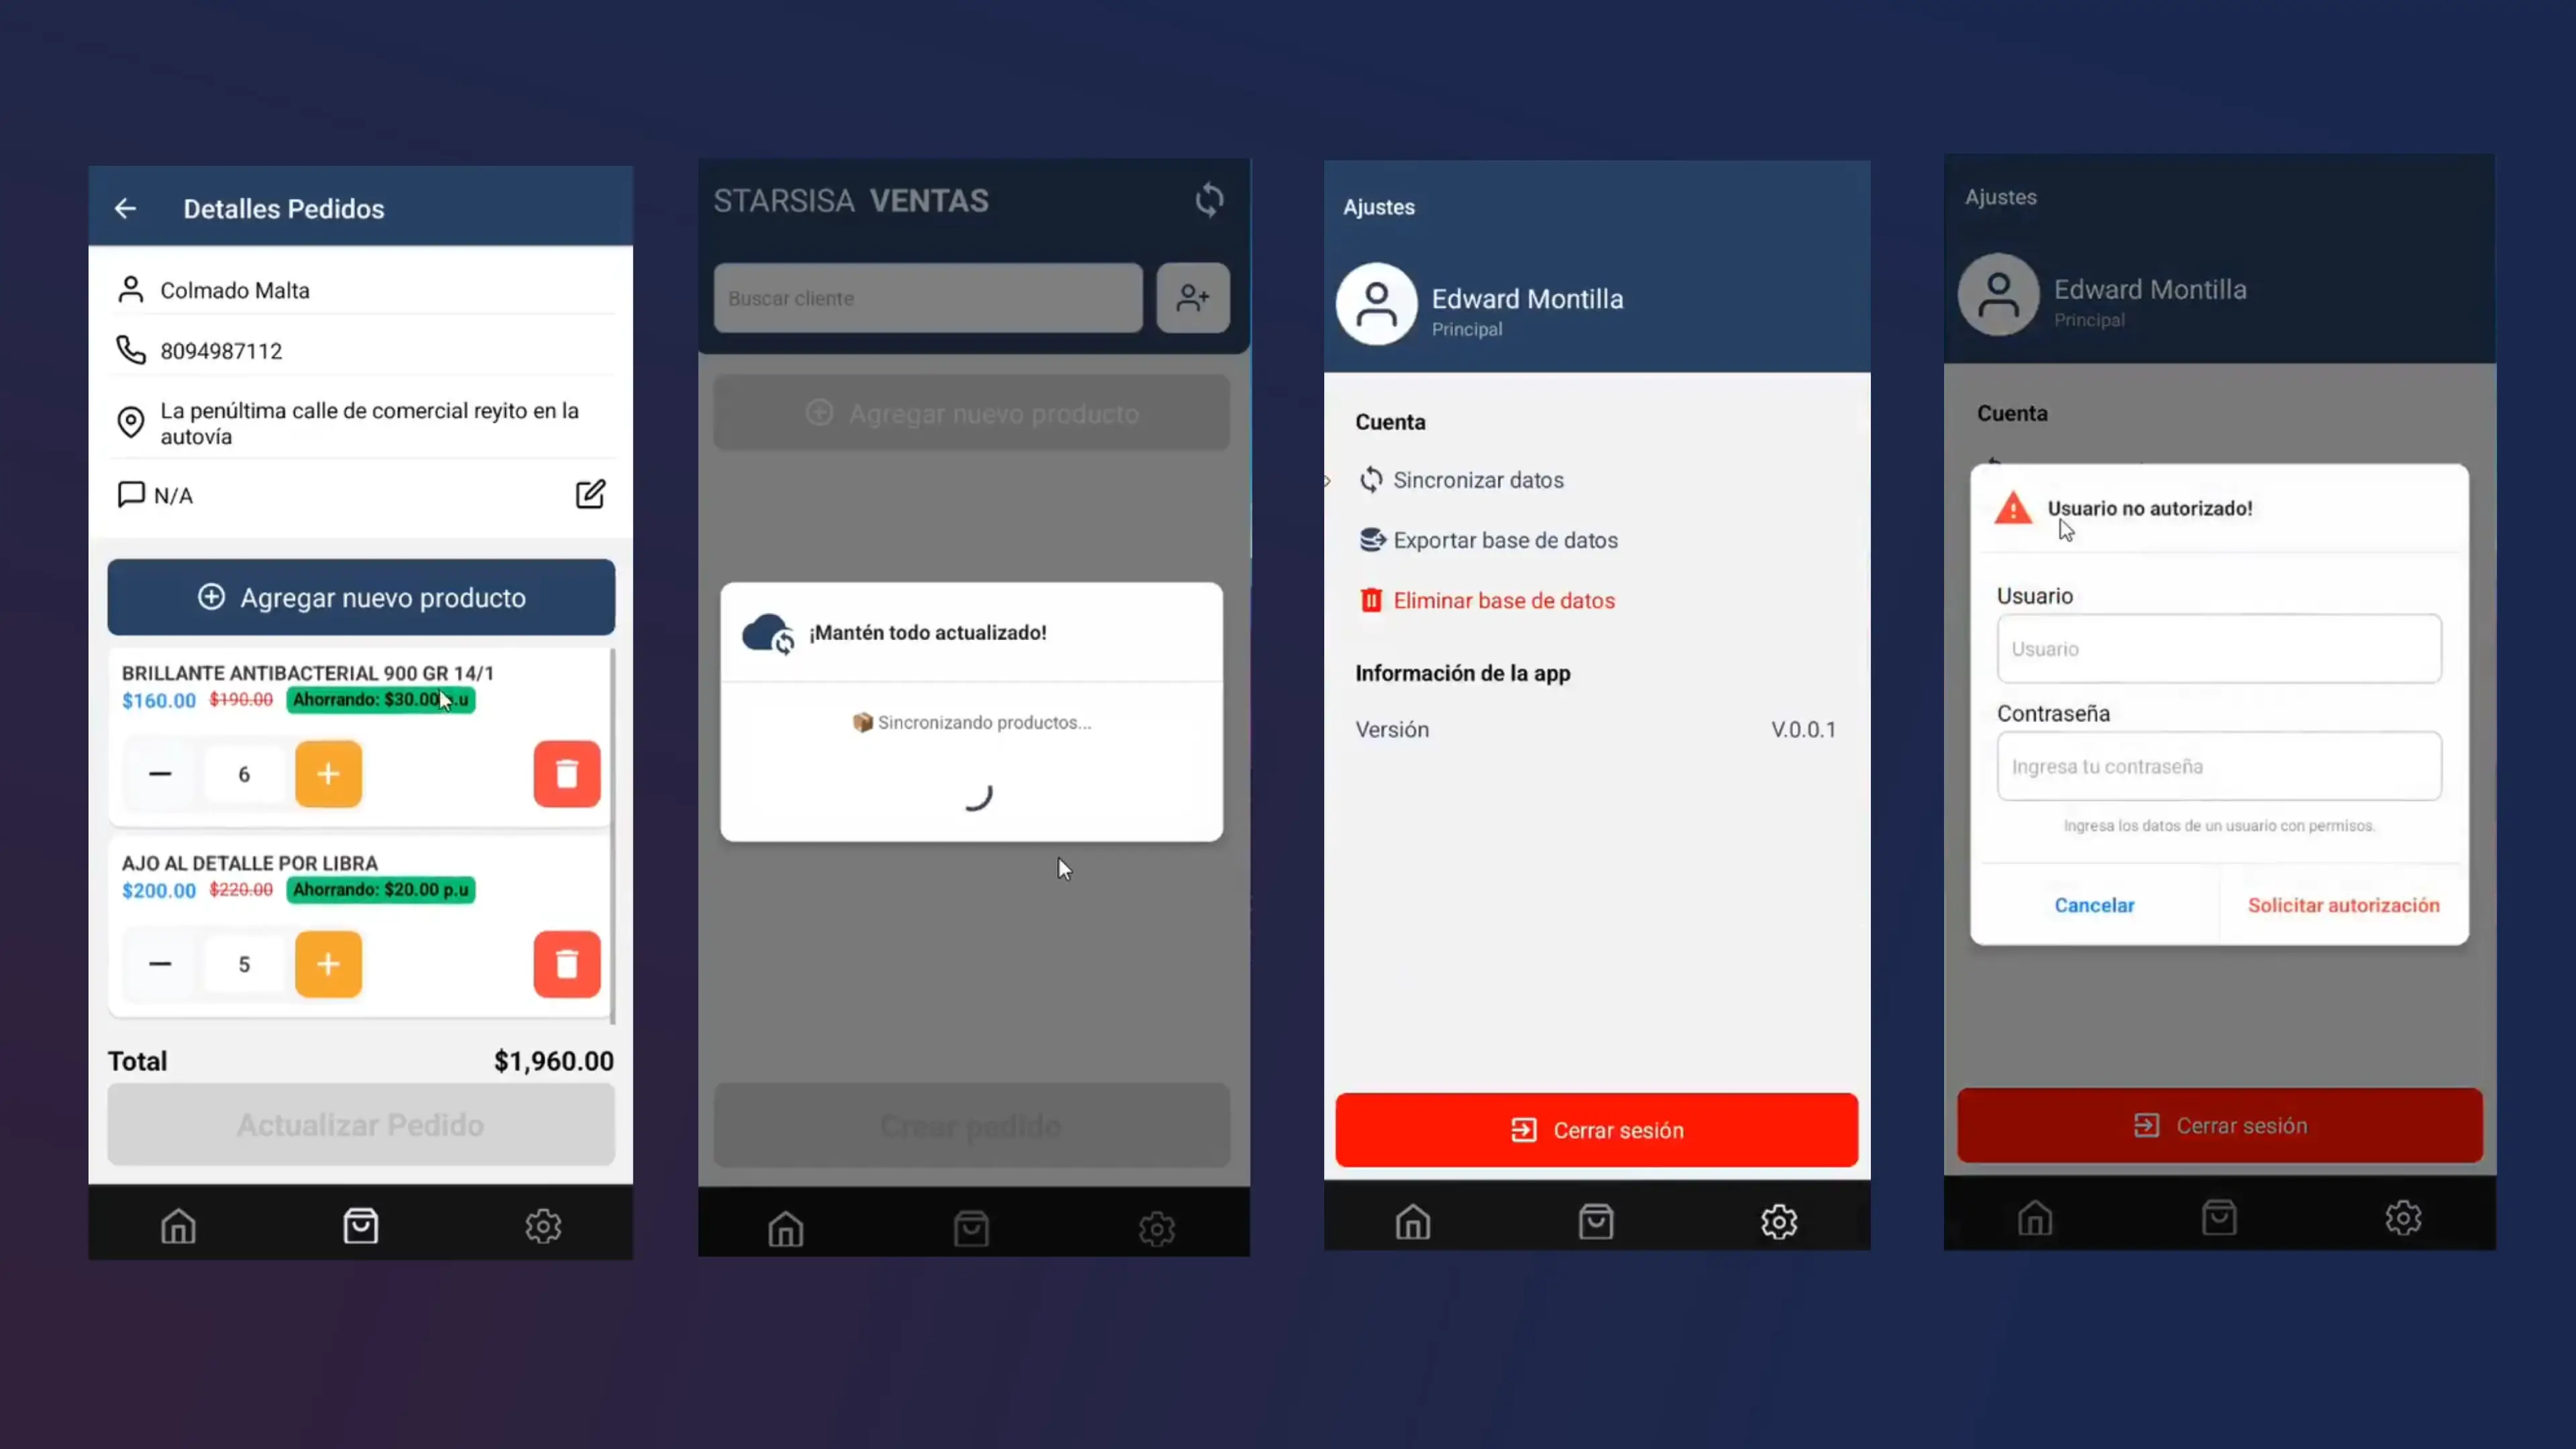 Detalles Pedidos
Colmado Malta
8094987112
La penúltima calle de comercial reyito en la
autovía
N/A
Agregar nuevo producto
BRILLANTE ANTIBACTERIAL 900 GR 14/1
$160.00 $190.00 Ahorrando: $30.00 .u
6
AJO AL DETALLE POR LIBRA
$200.00 $220.00 Ahorrando: $20.00 p.u
5
Total $1,960.00
Actualizar Pedido
STARSISA VENTAS
Buscar cliente
Agregar nuevo producto
¡Mantén todo actualizado!
Sincronizando productos...
Crear pedido
Ajustes
Edward Montilla
Principal
Cuenta
Sincronizar datos
Exportar base de datos
Eliminar base de datos
Información de la app
Versión V.0.0.1
Cerrar sesión
Ajustes
Edward Montilla
Principal
Cuenta
Usuario no autorizado!
Usuario
Usuario
Contraseña
Ingresa tu contraseña
Ingresa los datos de un usuario con permisos.
Cancelar Solicitar autorización
Cerrar sesión